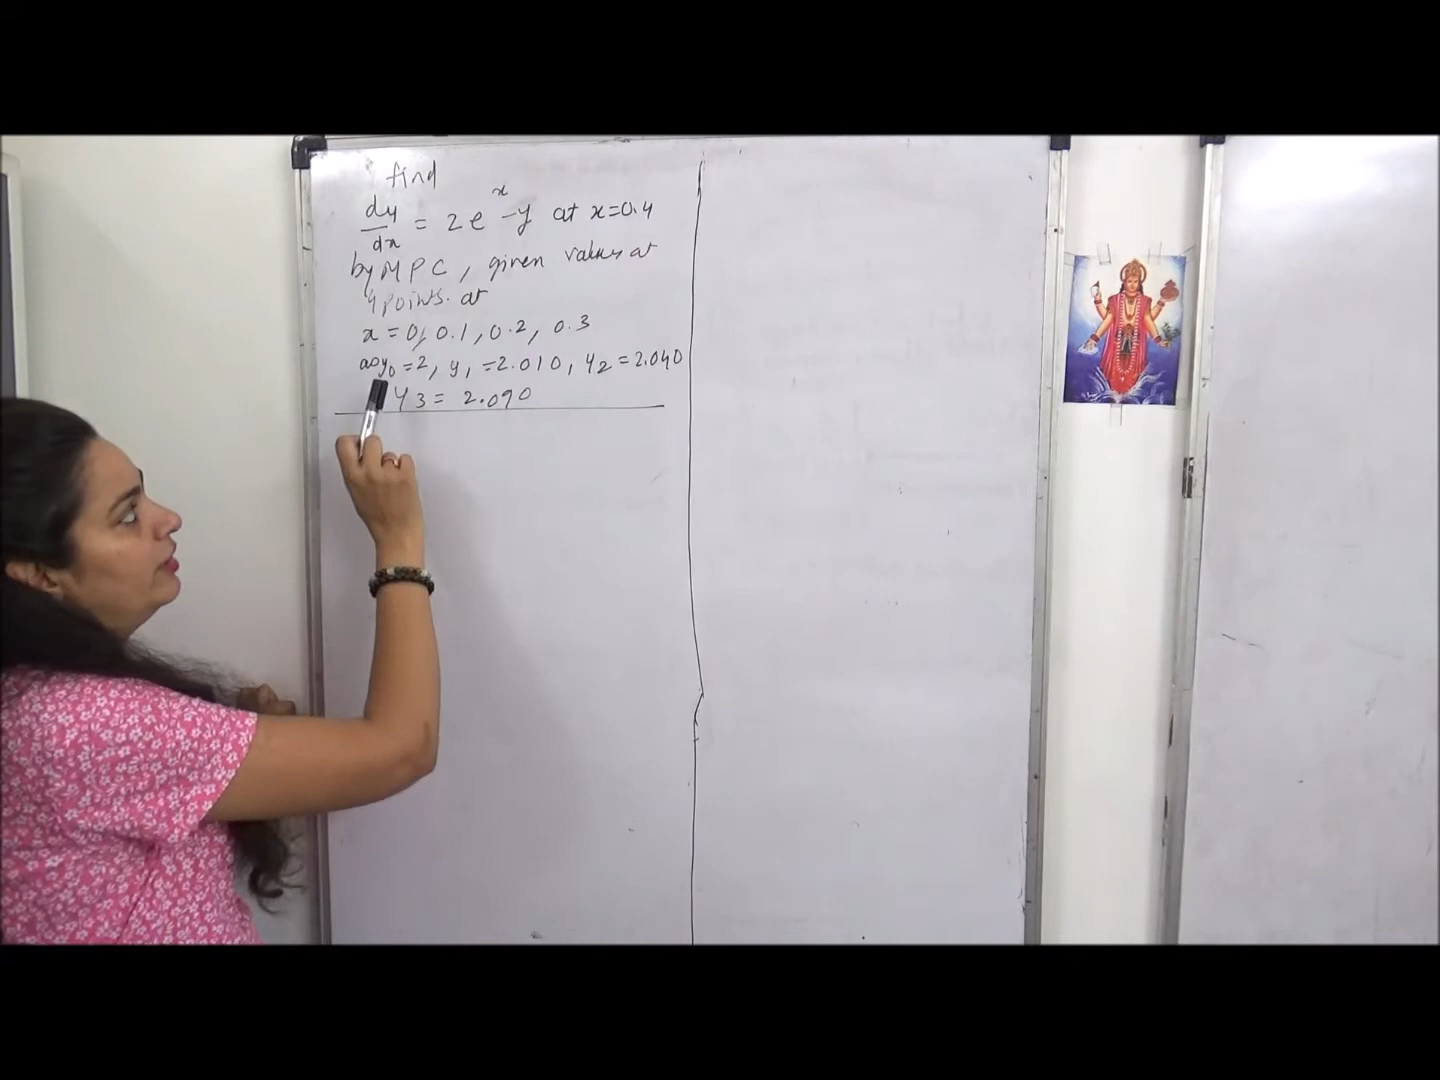 find
dy/dx = 2e^x - y at x=0.4
by MPC, given values at
4 points. at
x = 0, 0.1, 0.2, 0.3
as y0 = 2, y1 = 2.010, y2 = 2.040
y3 = 2.090